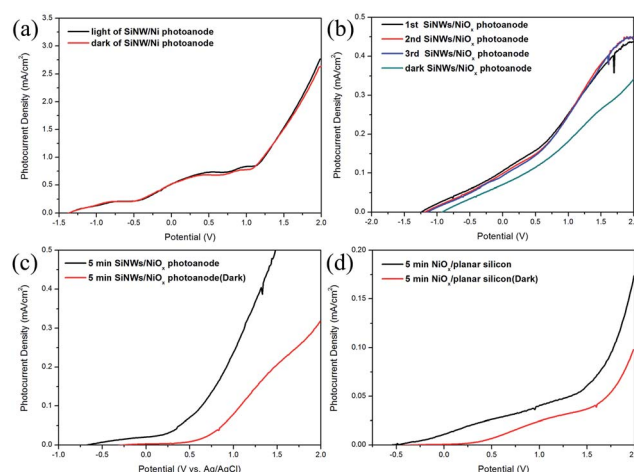 (a)
light of SiNW/Ni photoanode
dark of SiNW/Ni photoanode
Photocurrent Density (mA/cm²)
3.5
3.0
2.5
2.0
1.5
1.0
0.5
0.0
-1.5 -1.0 -0.5 0.0 0.5 1.0 1.5 2.0
Potential (V)
(b)
1st SiNWs/NiOₓ photoanode
2nd SiNWs/NiOₓ photoanode
3rd SiNWs/NiOₓ photoanode
dark SiNWs/NiOₓ photoanode
Photocurrent Density (mA/cm²)
0.5
0.4
0.3
0.2
0.1
0.0
-1.5 -1.0 -0.5 0.0 0.5 1.0 1.5 2.0
Potential (V)
(c)
5 min SiNWs/NiOₓ photoanode
5 min SiNWs/NiOₓ photoanode(Dark)
Photocurrent Density (mA/cm²)
0.5
0.4
0.3
0.2
0.1
0.0
-1.0 -0.5 0.0 0.5 1.0 1.5 2.0
Potential (V vs. Ag/AgCl)
(d)
5 min NiOₓ/planar silicon
5 min NiOₓ/planar silicon(Dark)
Photocurrent Density (mA/cm²)
0.20
0.15
0.10
0.05
0.00
-1.0 -0.5 0.0 0.5 1.0 1.5 2.0
Potential (V)